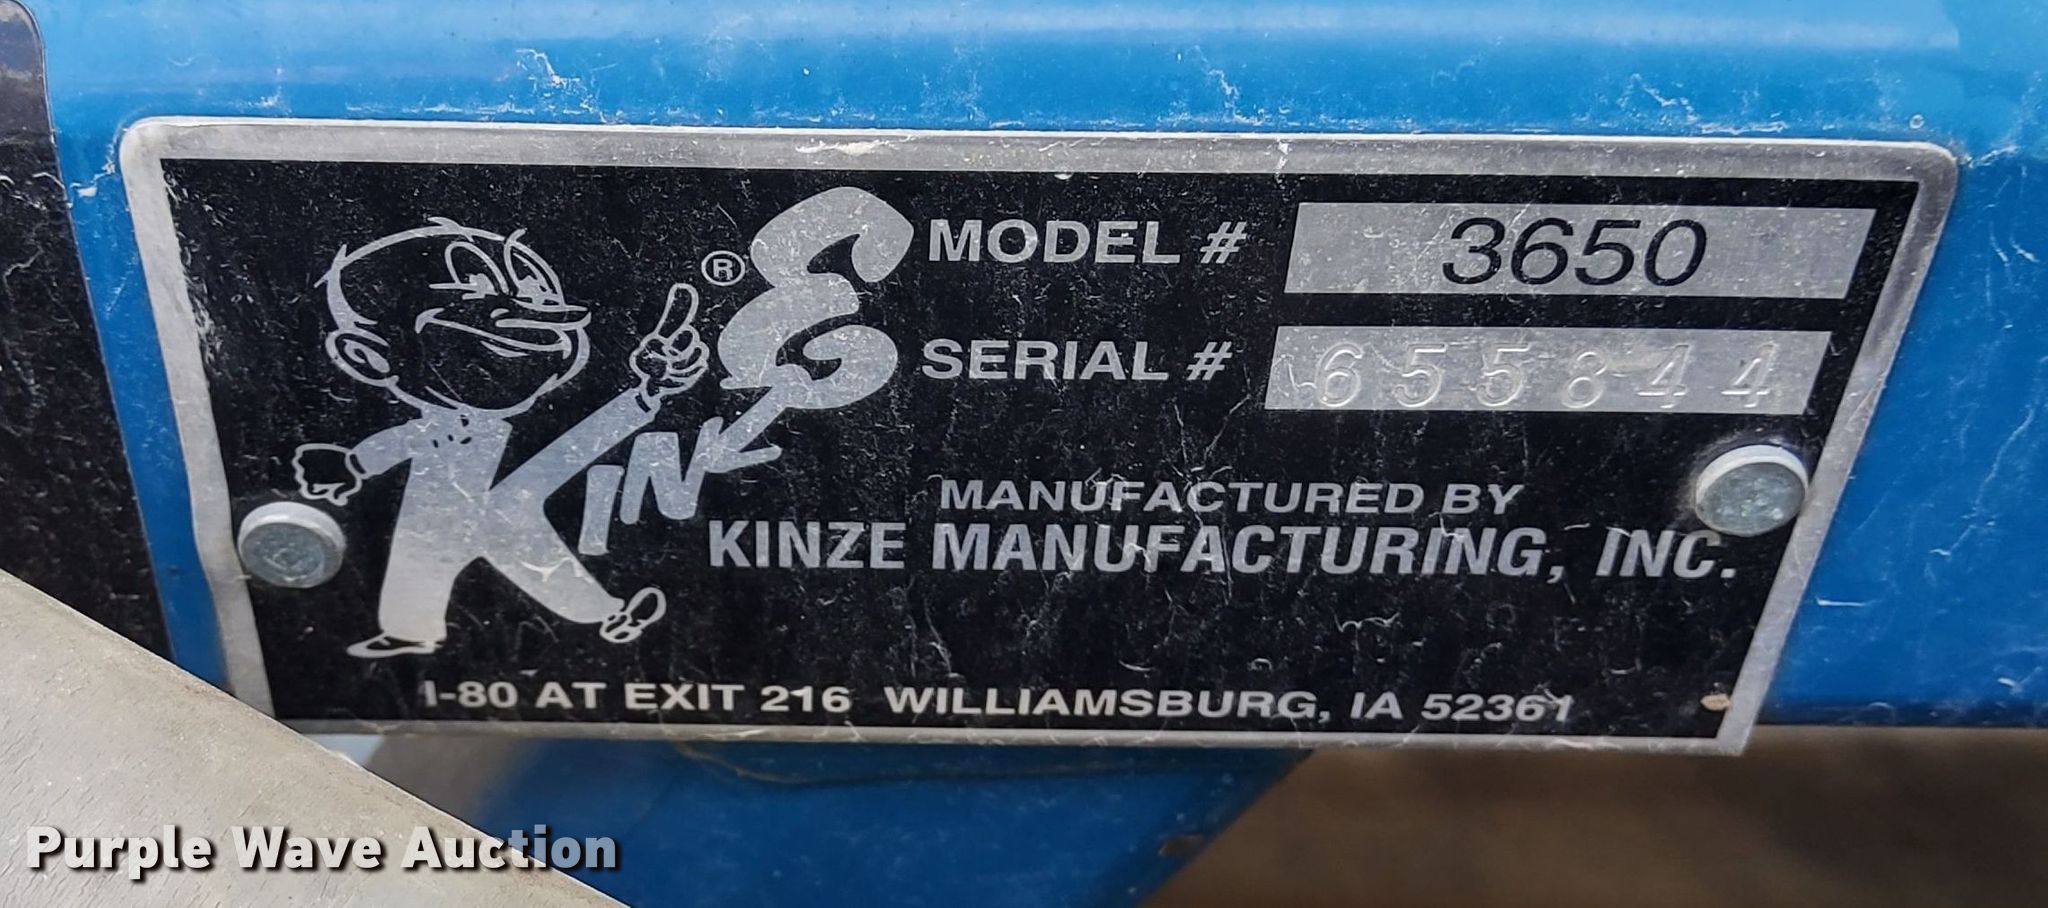 KINZE®
MODEL # 3650
SERIAL # 655844
MANUFACTURED BY
KINZE MANUFACTURING, INC.
I-80 AT EXIT 216 WILLIAMSBURG, IA 52361
Purple Wave Auction